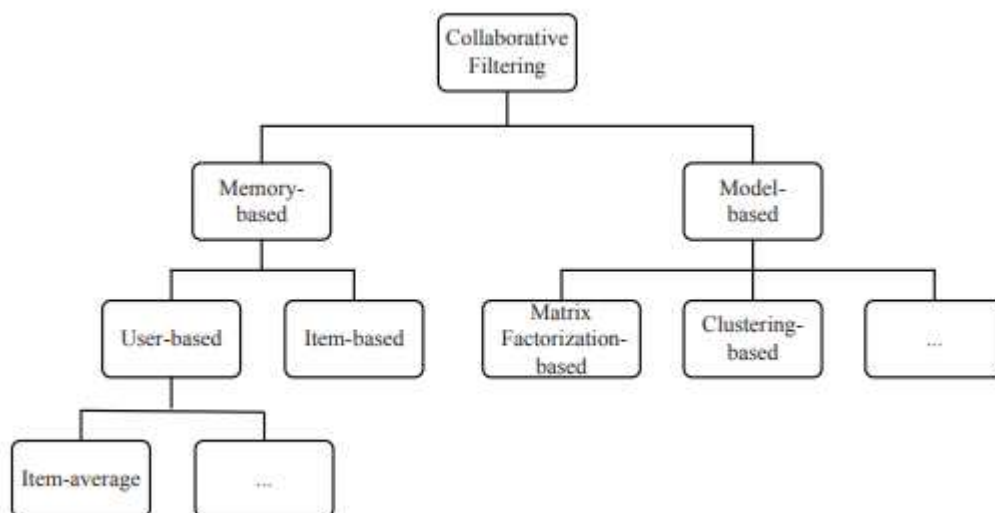 Collaborative
Filtering
Memory-
based
Model-
based
User-based
Item-based
Matrix
Factorization-
based
Clustering-
based
...
Item-average
...